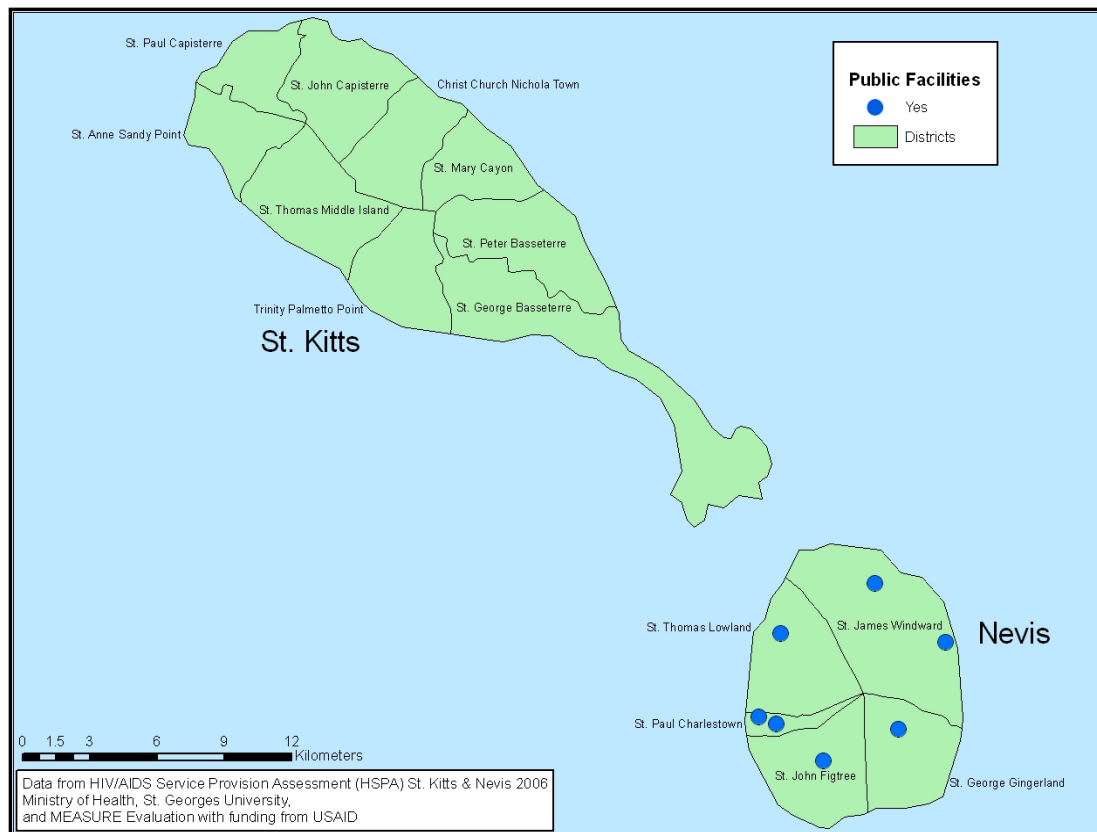 St. Paul Capisterre
St. John Capisterre
Christ Church Nichola Town
St. Anne Sandy Point
St. Mary Cayon
St. Thomas Middle Island
St. Peter Basseterre
Trinity Palmetto Point
St. George Basseterre
St. Kitts
Public Facilities
Yes
Districts
St. Thomas Lowland
St. James Windward
Nevis
St. Paul Charlestown
St. John Figtree
St. George Gingerland
0 1.5 3 6 9 12
Kilometers
Data from HIV/AIDS Service Provision Assessment (HSPA) St. Kitts & Nevis 2006
Ministry of Health, St. Georges University,
and MEASURE Evaluation with funding from USAID